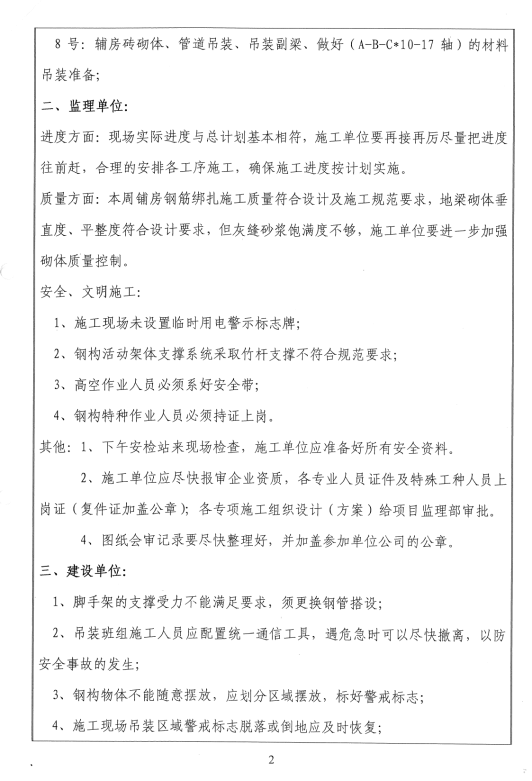 8 号：辅房砖砌体、管道吊装、吊装副梁、做好（A-B-C*10-17 轴）的材料
吊装准备；
二、监理单位：
进度方面：现场实际进度与总计划基本相符，施工单位要再接再厉尽量把进度
往前赶，合理的安排各工序施工，确保施工进度按计划实施。
质量方面：本周铺房钢筋绑扎施工质量符合设计及施工规范要求，地梁砌体垂
直度、平整度符合设计要求，但灰缝砂浆饱满度不够，施工单位要进一步加强
砌体质量控制。
安全、文明施工：
1、施工现场未设置临时用电警示标志牌；
2、钢构活动架体支撑系统采取竹杆支撑不符合规范要求；
3、高空作业人员必须系好安全带；
4、钢构特种作业人员必须持证上岗。
其他：1、下午安检站来现场检查，施工单位应准备好所有安全资料。
2、施工单位应尽快报审企业资质，各专业人员证件及特殊工种人员上
岗证（复件证加盖公章）；各专项施工组织设计（方案）给项目监理部审批。
4、图纸会审记录要尽快整理好，并加盖参加单位公司的公章。
三、建设单位：
1、脚手架的支撑受力不能满足要求，须更换钢管搭设；
2、吊装班组施工人员应配置统一通信工具，遇危急时可以尽快撤离，以防
安全事故的发生；
3、钢构物体不能随意摆放，应划分区域摆放，标好警戒标志；
4、施工现场吊装区域警戒标志脱落或倒地应及时恢复；
2